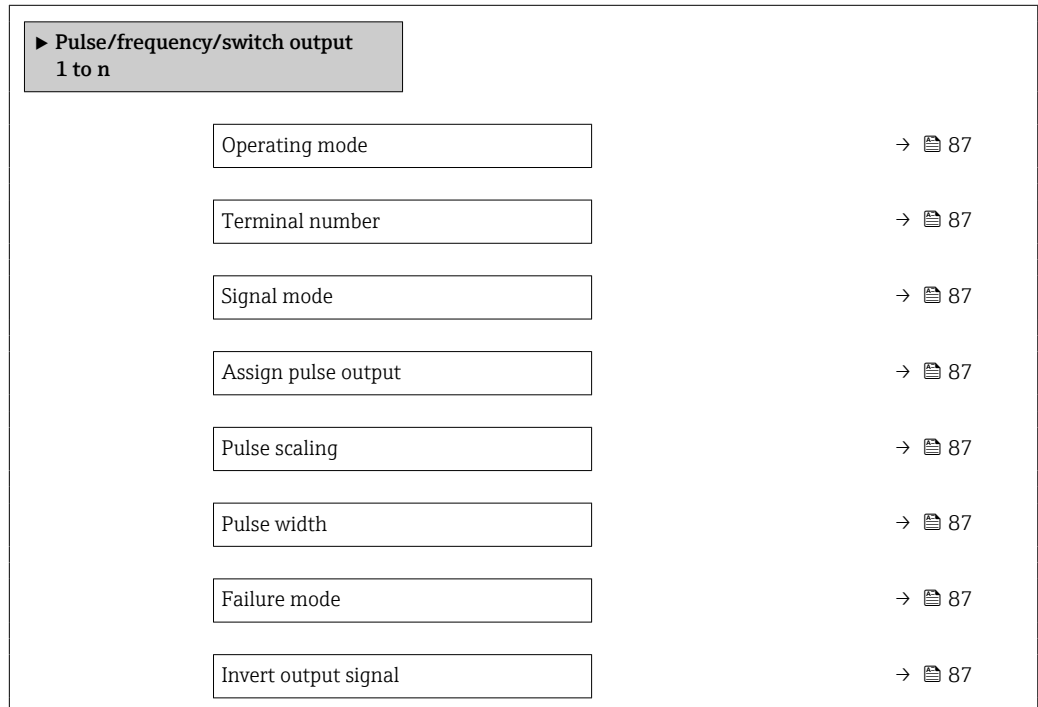 ▶ Pulse/frequency/switch output
1 to n
Operating mode → 87
Terminal number → 87
Signal mode → 87
Assign pulse output → 87
Pulse scaling → 87
Pulse width → 87
Failure mode → 87
Invert output signal → 87